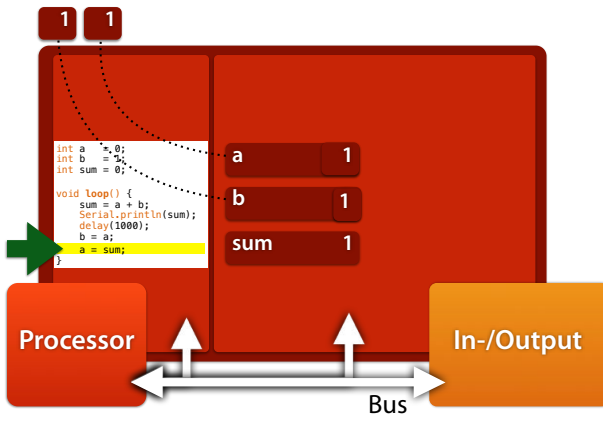 1 1
int a   = 0;
int b   = 1;
int sum = 0;
void loop() {
    sum = a + b;
    Serial.println(sum);
    delay(1000);
    b = a;
    a = sum;
}
a 1
b 1
sum 1
Processor
In-/Output
Bus